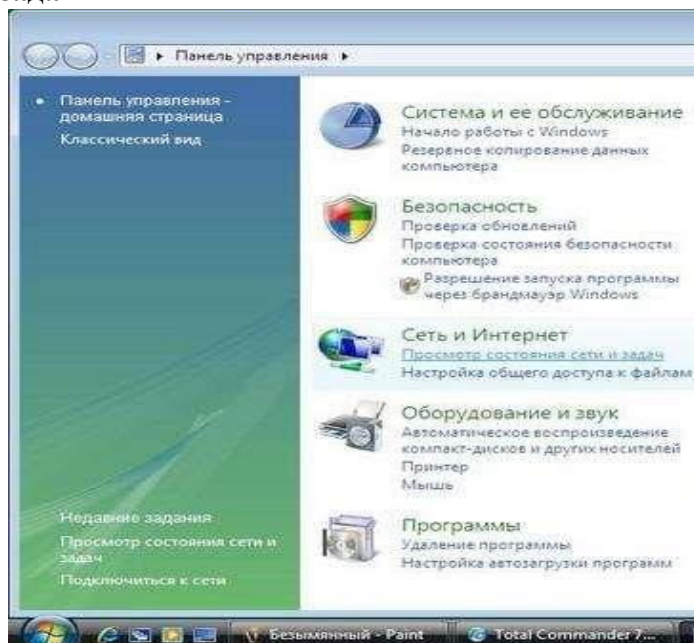 Панель управления
Панель управления -
домашняя страница
Классический вид
Система и ее обслуживание
Начало работы с Windows
Резервное копирование данных
компьютера
Безопасность
Проверка обновлений
Проверка состояния безопасности
компьютера
Разрешение запуска программы
через брандмауэр Windows
Сеть и Интернет
Просмотр состояния сети и задач
Настройка общего доступа к файлам
Оборудование и звук
Автоматическое воспроизведение
компакт-дисков и других носителей
Принтер
Мышь
Программы
Удаление программы
Настройка автозагрузки программ
Недавние задания
Просмотр состояния сети и
задач
Подключиться к сети
Безымянный - Paint
Total Commander 7...